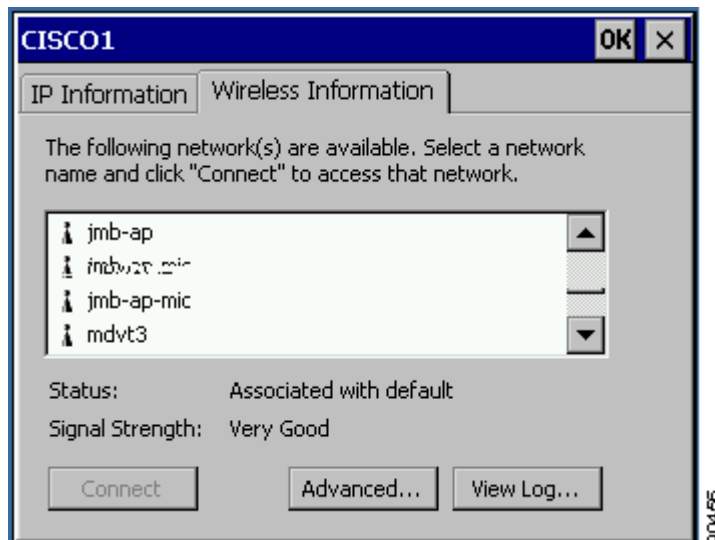 CISCO1 OK ×
IP Information Wireless Information
The following network(s) are available. Select a network
name and click "Connect" to access that network.
jmb-ap
jmb-ap-mic
mdvt3
Status: Associated with default
Signal Strength: Very Good
Connect Advanced... View Log...